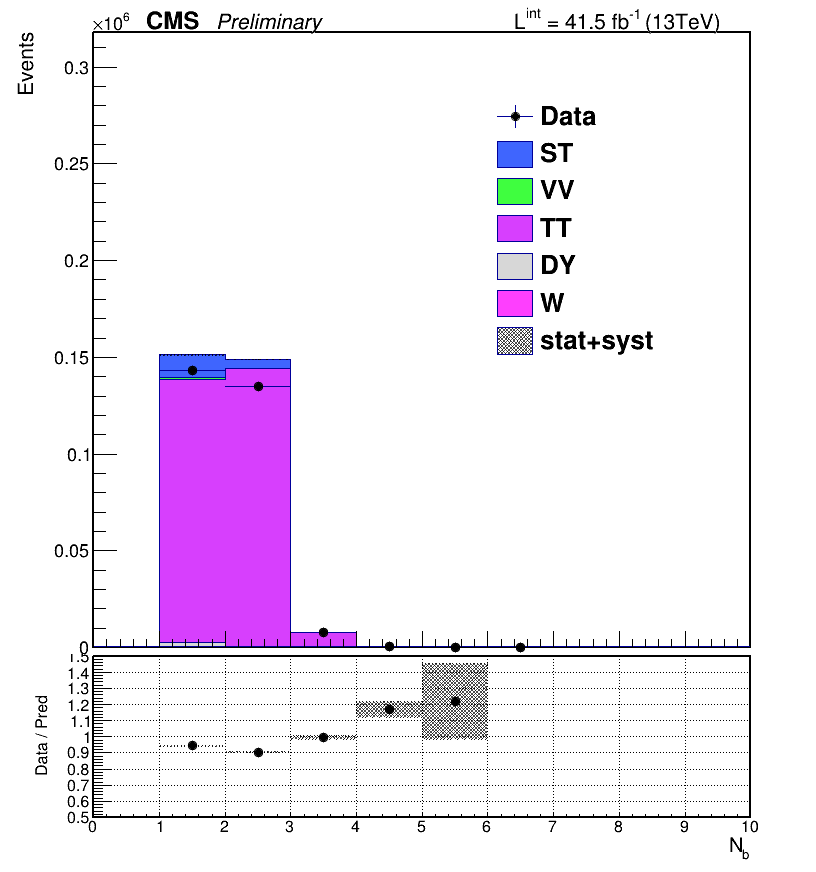 ×10⁶ CMS Preliminary L^int = 41.5 fb⁻¹ (13TeV)
Events
0.3
0.25
0.2
0.15
0.1
0.05
0
Data
ST
VV
TT
DY
W
stat+syst
Data / Pred
1.5
1.4
1.3
1.2
1.1
1
0.9
0.8
0.7
0.6
0.5
0 1 2 3 4 5 6 7 8 9 10
N_b